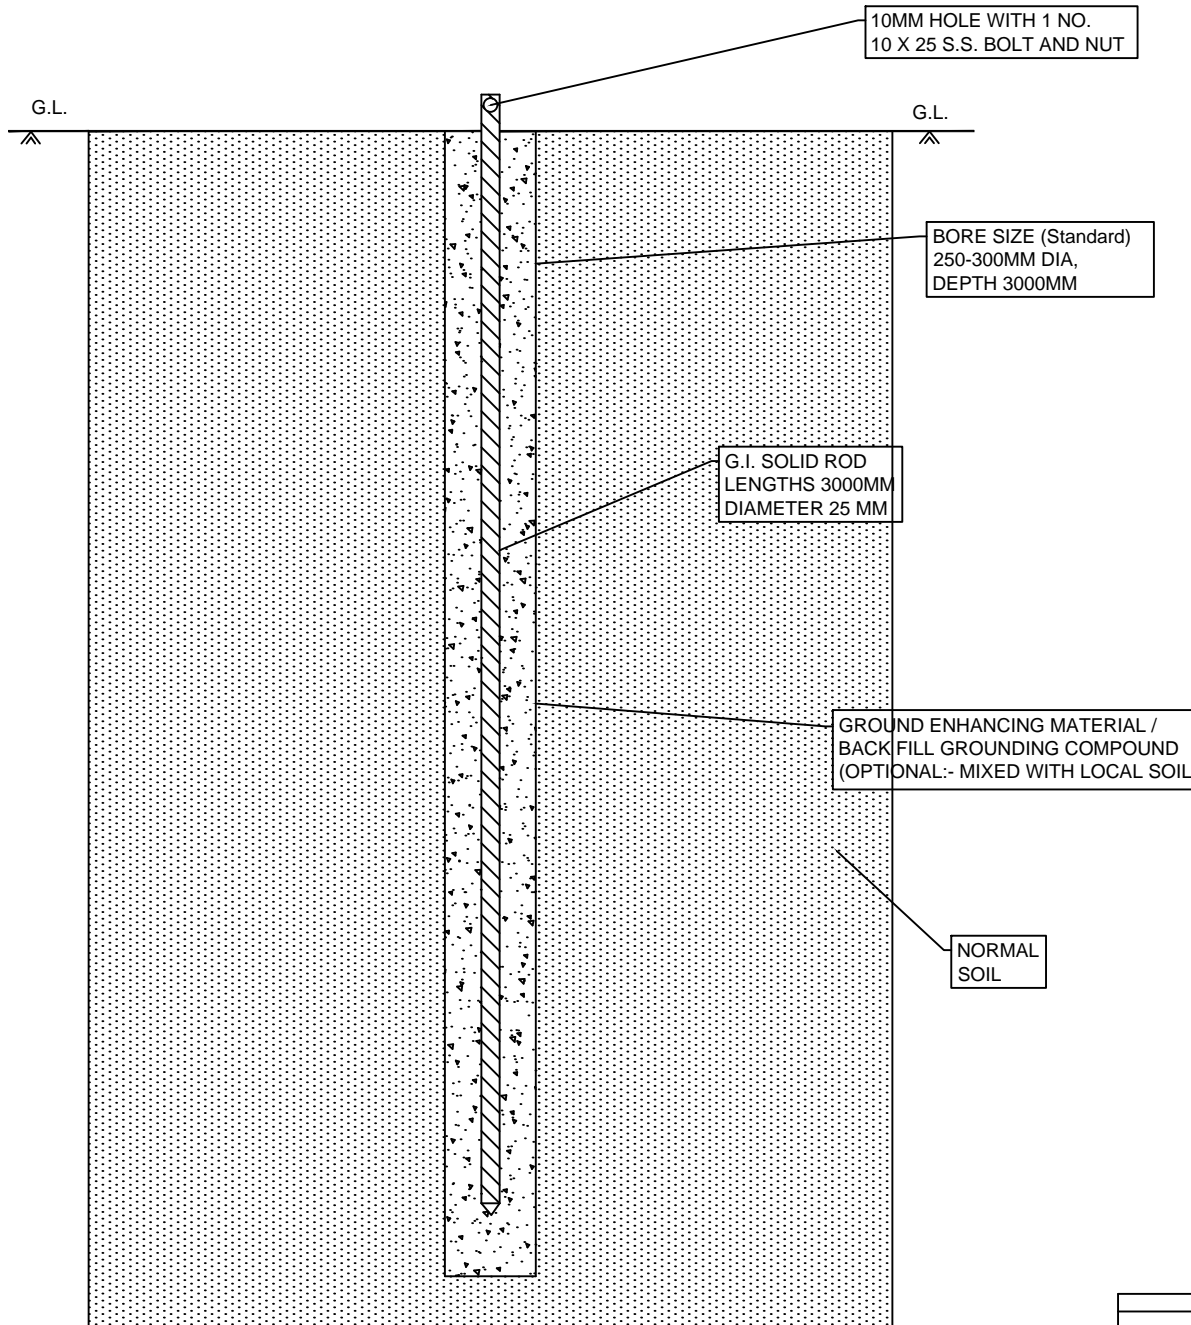 10MM HOLE WITH 1 NO.
10 X 25 S.S. BOLT AND NUT
G.L.
G.L.
BORE SIZE (Standard)
250-300MM DIA,
DEPTH 3000MM
G.I. SOLID ROD
LENGTHS 3000MM
DIAMETER 25 MM
GROUND ENHANCING MATERIAL /
BACK FILL GROUNDING COMPOUND
(OPTIONAL:- MIXED WITH LOCAL SOIL
NORMAL
SOIL